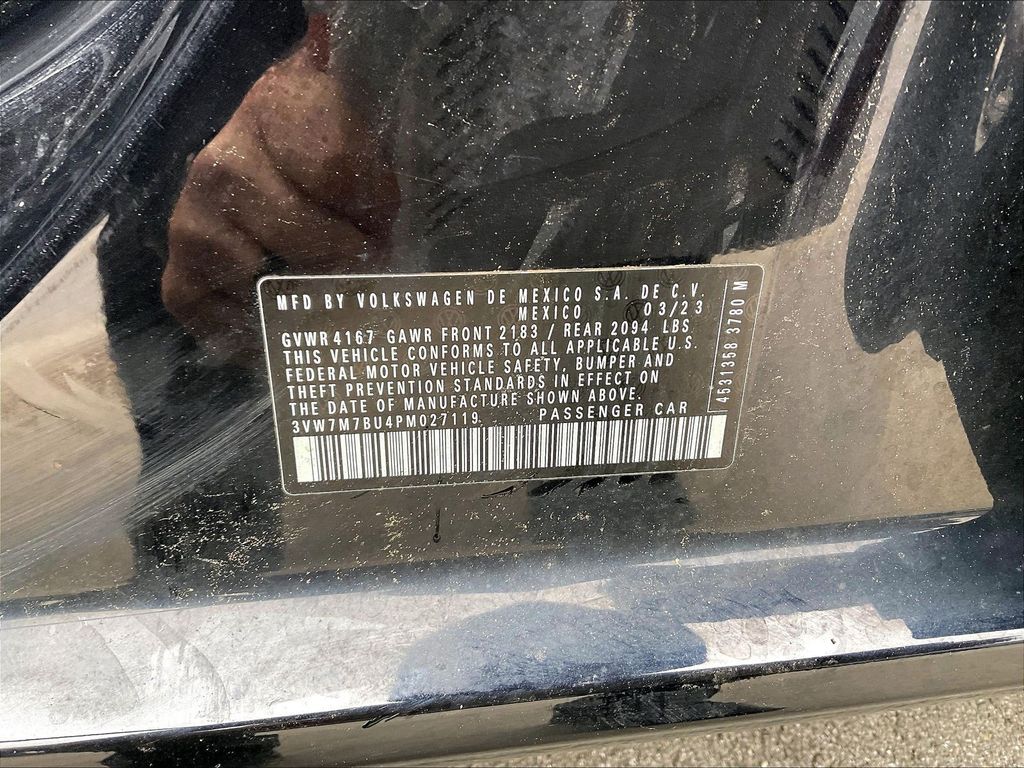 MFD BY VOLKSWAGEN DE MEXICO S.A. DE C.V.
MEXICO 03/23
GVWR 4167 GAWR FRONT 2183 / REAR 2094 LBS
THIS VEHICLE CONFORMS TO ALL APPLICABLE U.S.
FEDERAL MOTOR VEHICLE SAFETY, BUMPER AND
THEFT PREVENTION STANDARDS IN EFFECT ON
THE DATE OF MANUFACTURE SHOWN ABOVE.
3VW7M7BU4PM027119 PASSENGER CAR
4531358 3780 M